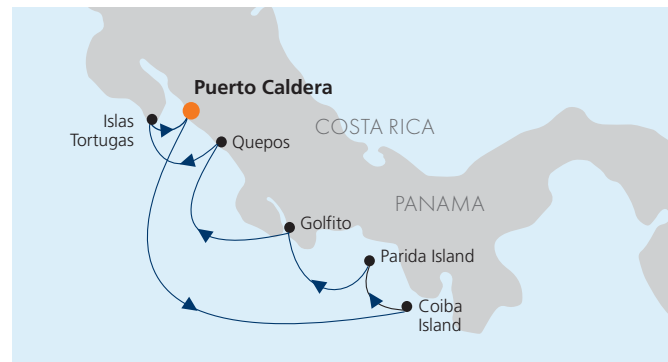 Puerto Caldera
Islas
Tortugas
Quepos
COSTA RICA
PANAMA
Golfito
Parida Island
Coiba
Island